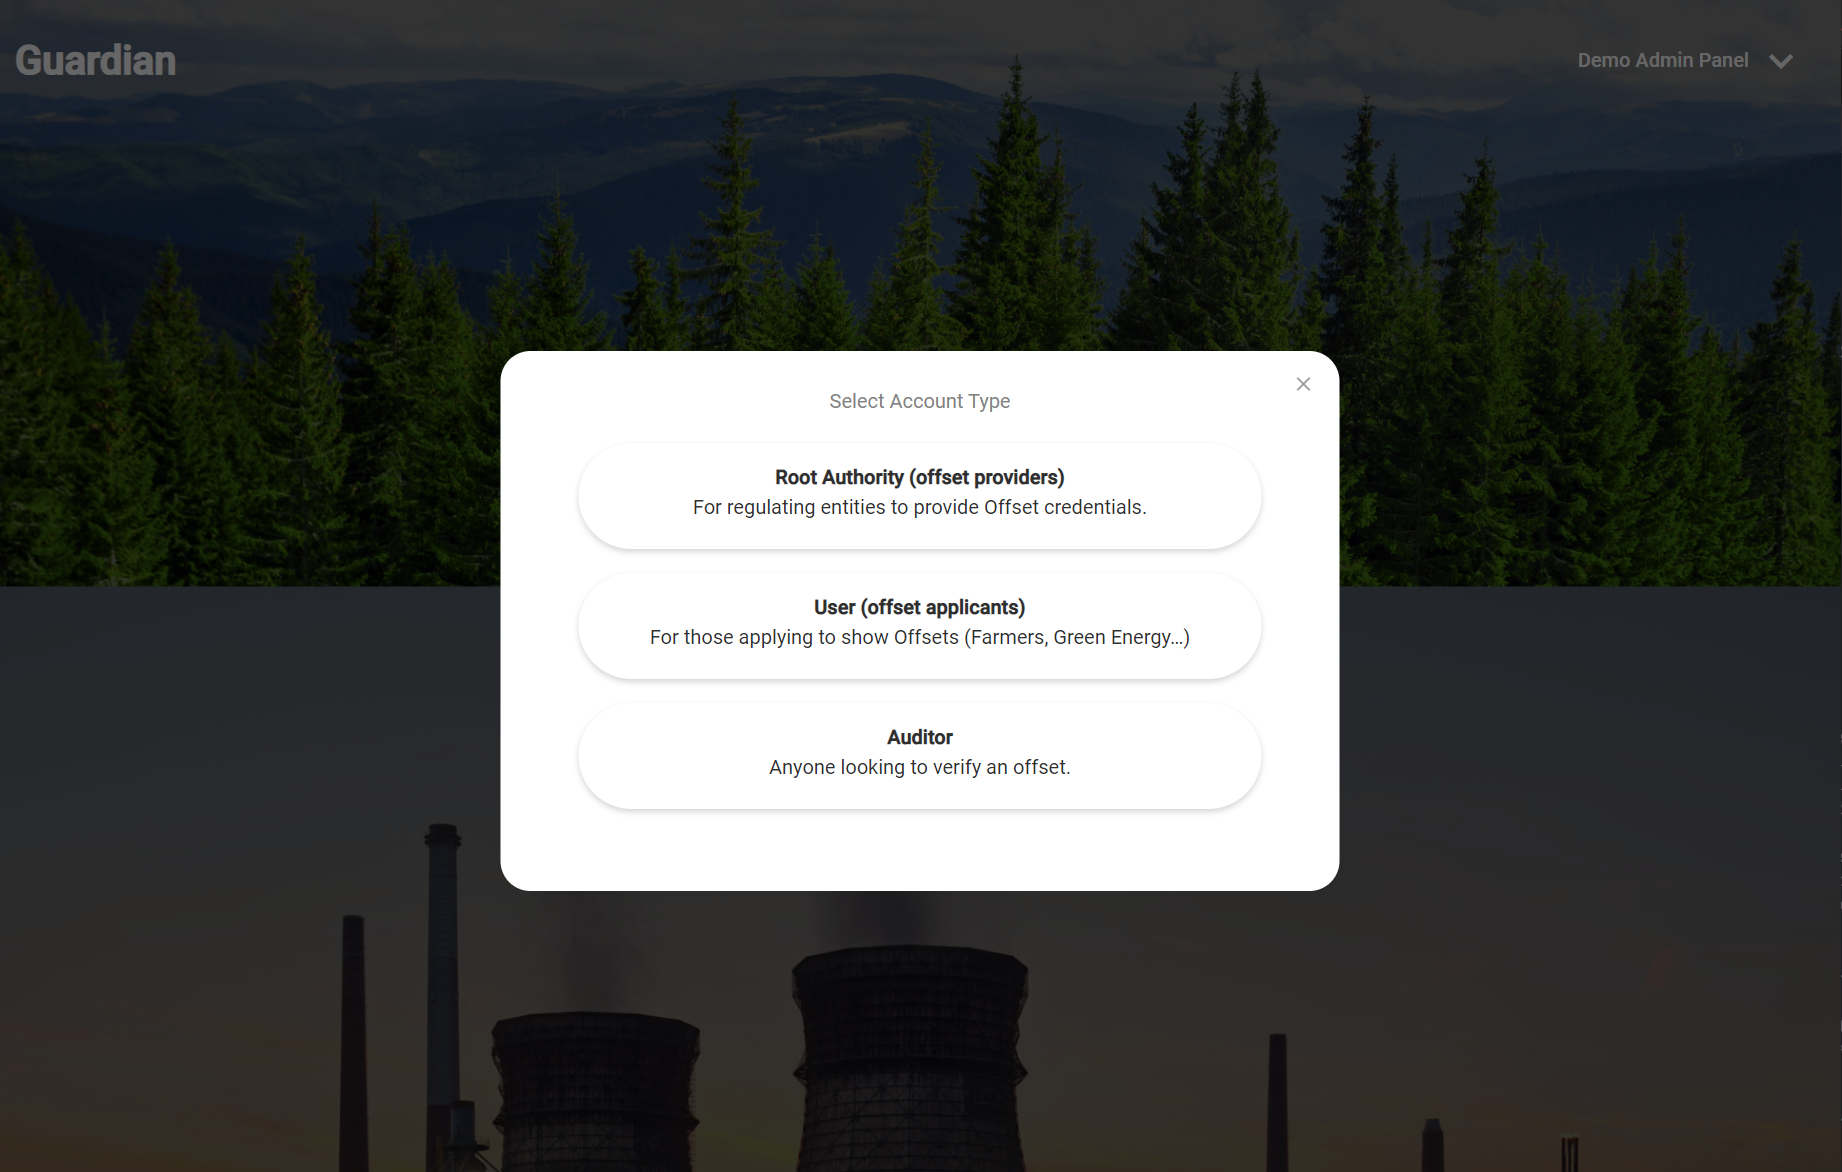 Guardian
Demo Admin Panel
Select Account Type
Root Authority (offset providers)
For regulating entities to provide Offset credentials.
User (offset applicants)
For those applying to show Offsets (Farmers, Green Energy...)
Auditor
Anyone looking to verify an offset.